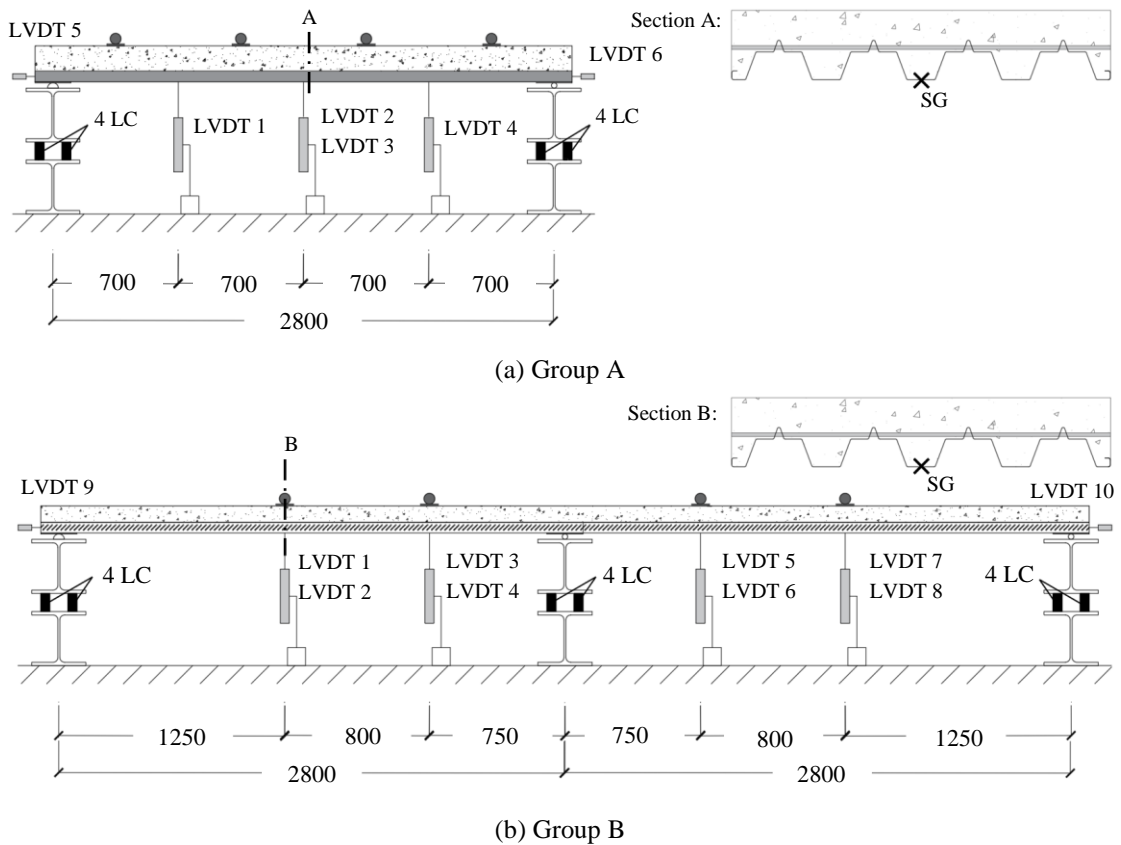 A
Section A:
LVDT 5
LVDT 6
SG
4 LC
LVDT 1
LVDT 2
LVDT 3
LVDT 4
4 LC
700
700
700
700
2800
(a) Group A
Section B:
B
SG
LVDT 9
LVDT 10
4 LC
LVDT 1
LVDT 2
LVDT 3
LVDT 4
4 LC
LVDT 5
LVDT 6
LVDT 7
LVDT 8
4 LC
1250
800
750
750
800
1250
2800
2800
(b) Group B